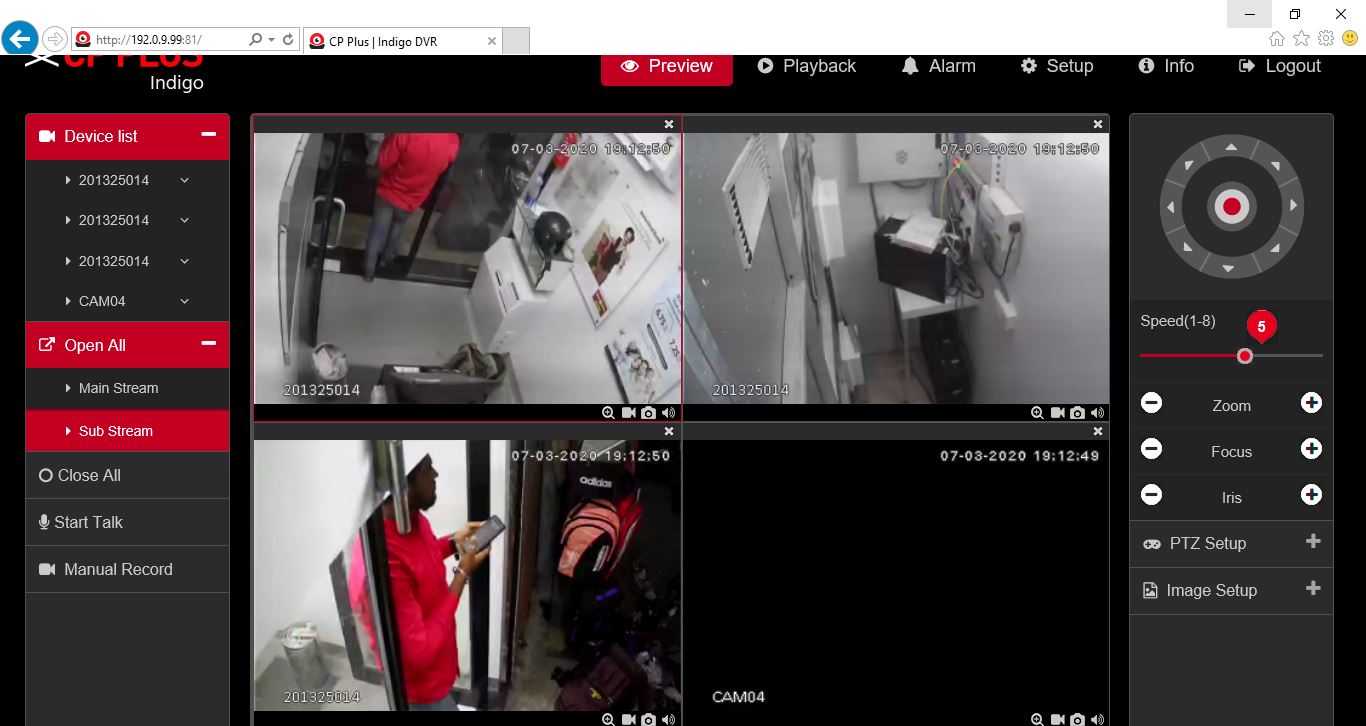 http://192.0.9.99:81/
CP Plus | Indigo DVR
CP PLUS
Indigo
Preview
Playback
Alarm
Setup
Info
Logout
Device list
201325014
201325014
201325014
CAM04
Open All
Main Stream
Sub Stream
Close All
Start Talk
Manual Record
07-03-2020 19:12:50
201325014
07-03-2020 19:12:50
201325014
07-03-2020 19:12:50
adidas
201325014
07-03-2020 19:12:49
CAM04
Speed(1-8)
5
Zoom
Focus
Iris
PTZ Setup
Image Setup